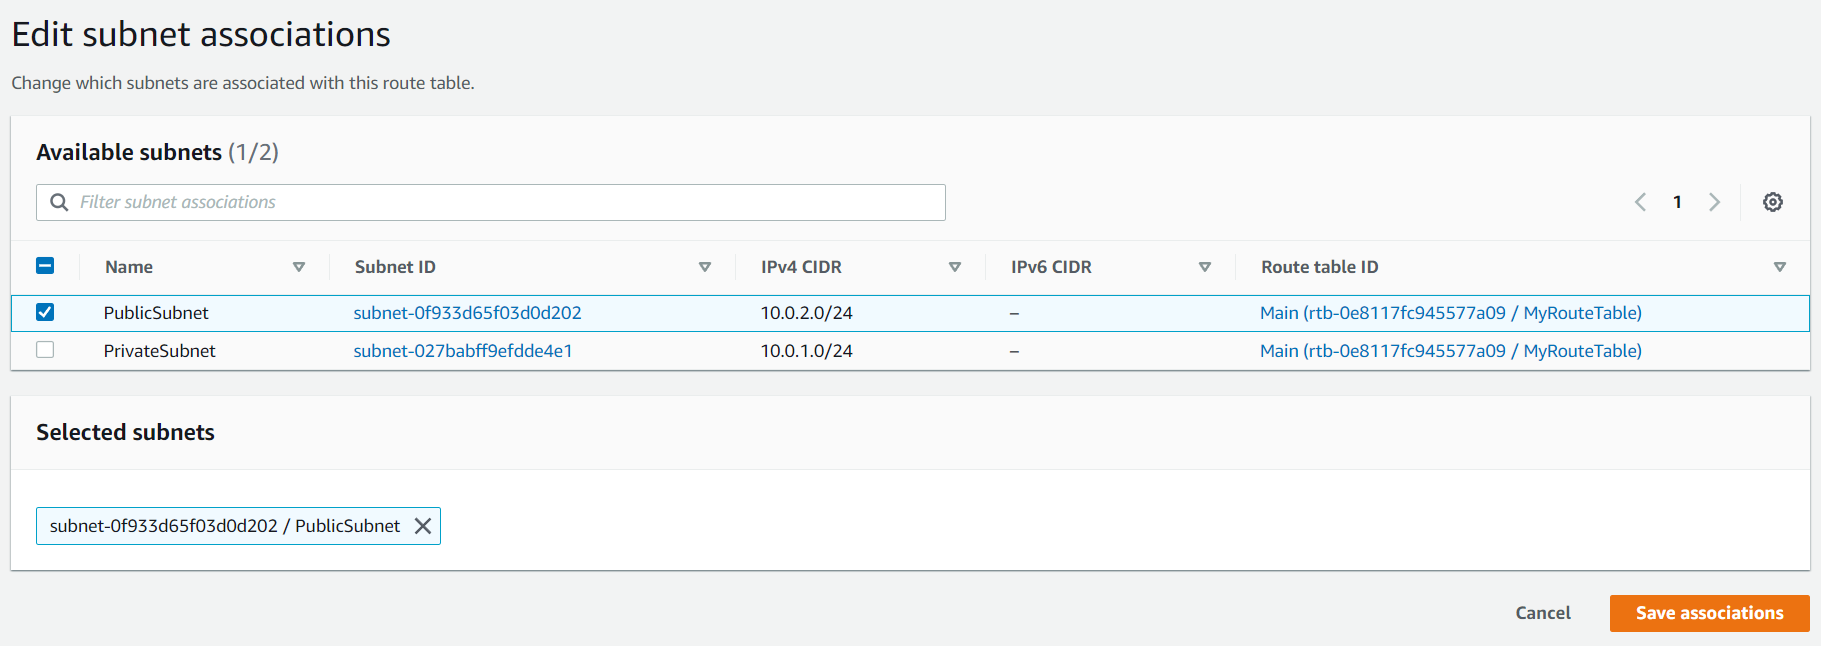 Edit subnet associations
Change which subnets are associated with this route table.
Available subnets (1/2)
Filter subnet associations
1
Name Subnet ID IPv4 CIDR IPv6 CIDR Route table ID
PublicSubnet subnet-0f933d65f03d0d202 10.0.2.0/24 – Main (rtb-0e8117fc945577a09 / MyRouteTable)
PrivateSubnet subnet-027babff9efdde4e1 10.0.1.0/24 – Main (rtb-0e8117fc945577a09 / MyRouteTable)
Selected subnets
subnet-0f933d65f03d0d202 / PublicSubnet
Cancel Save associations